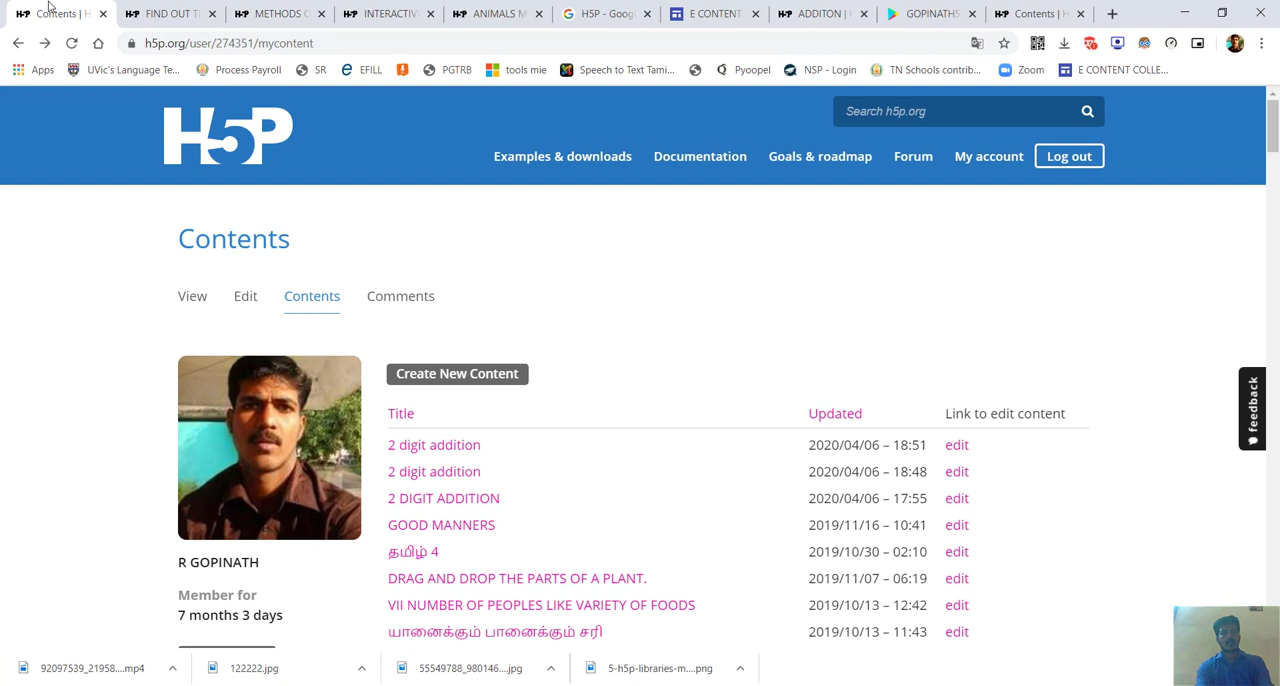 Contents | H
FIND OUT TH
METHODS O
INTERACTIVE
ANIMALS M
H5P - Googl
E CONTENT
ADDITON | H
GOPINATH5
Contents | H
h5p.org/user/274351/mycontent
Apps
UVic's Language Te...
Process Payroll
SR
EFILL
PGTRB
tools mie
Speech to Text Tami...
Pyoopel
NSP - Login
TN Schools contrib...
Zoom
E CONTENT COLLE...
H5P
Search h5p.org
Examples & downloads
Documentation
Goals & roadmap
Forum
My account
Log out
Contents
View
Edit
Contents
Comments
Create New Content
Title Updated Link to edit content
2 digit addition 2020/04/06 – 18:51 edit
2 digit addition 2020/04/06 – 18:48 edit
2 DIGIT ADDITION 2020/04/06 – 17:55 edit
GOOD MANNERS 2019/11/16 – 10:41 edit
தமிழ் 4 2019/10/30 – 02:10 edit
DRAG AND DROP THE PARTS OF A PLANT. 2019/11/07 – 06:19 edit
VII NUMBER OF PEOPLES LIKE VARIETY OF FOODS 2019/10/13 – 12:42 edit
யானைக்கும் பானைக்கும் சரி 2019/10/13 – 11:43 edit
R GOPINATH
Member for
7 months 3 days
feedback
92097539_21958....mp4
122222.jpg
55549788_980146....jpg
5-h5p-libraries-m....png